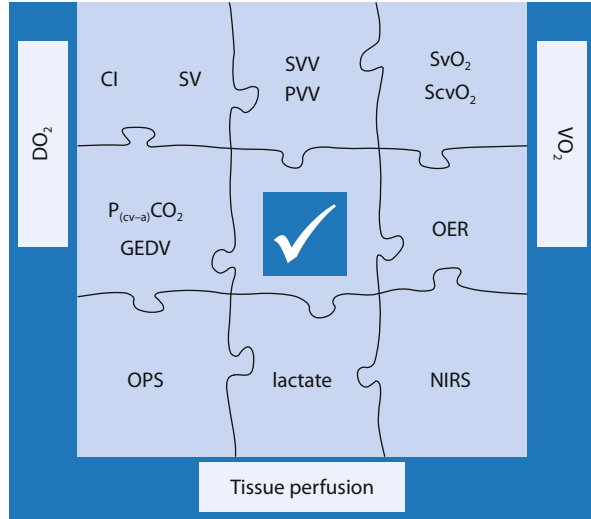 CI SV
SVV
PVV
SvO₂
ScvO₂
DO₂
VO₂
P₍cv–a₎CO₂
GEDV
OER
OPS
lactate
NIRS
Tissue perfusion